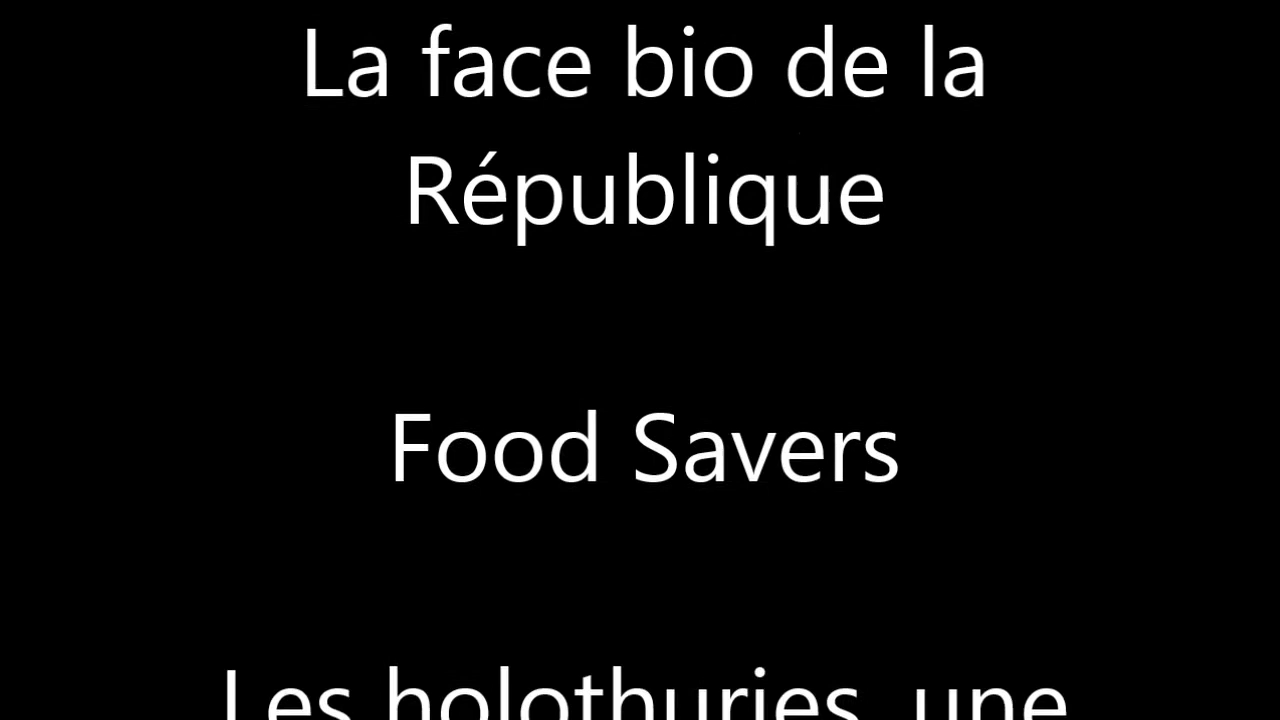 La face bio de la
République
Food Savers
Les holothuries, une